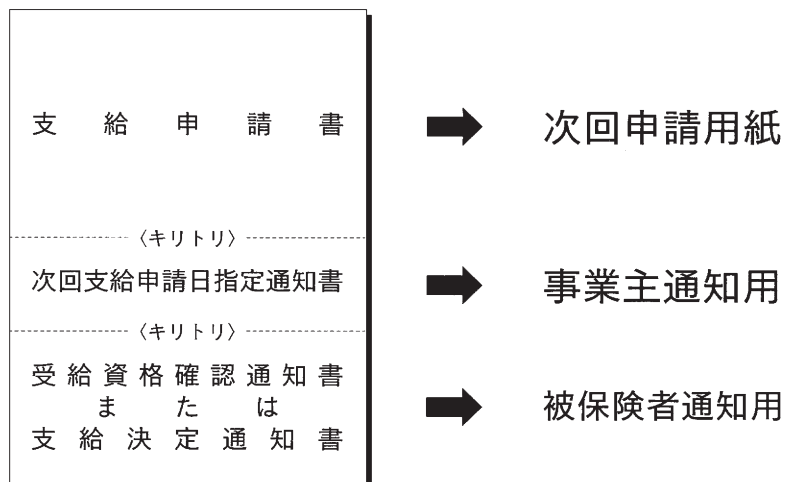 支給申請書
次回申請用紙
〈キリトリ〉
次回支給申請日指定通知書
事業主通知用
〈キリトリ〉
受給資格確認通知書
または
支給決定通知書
被保険者通知用